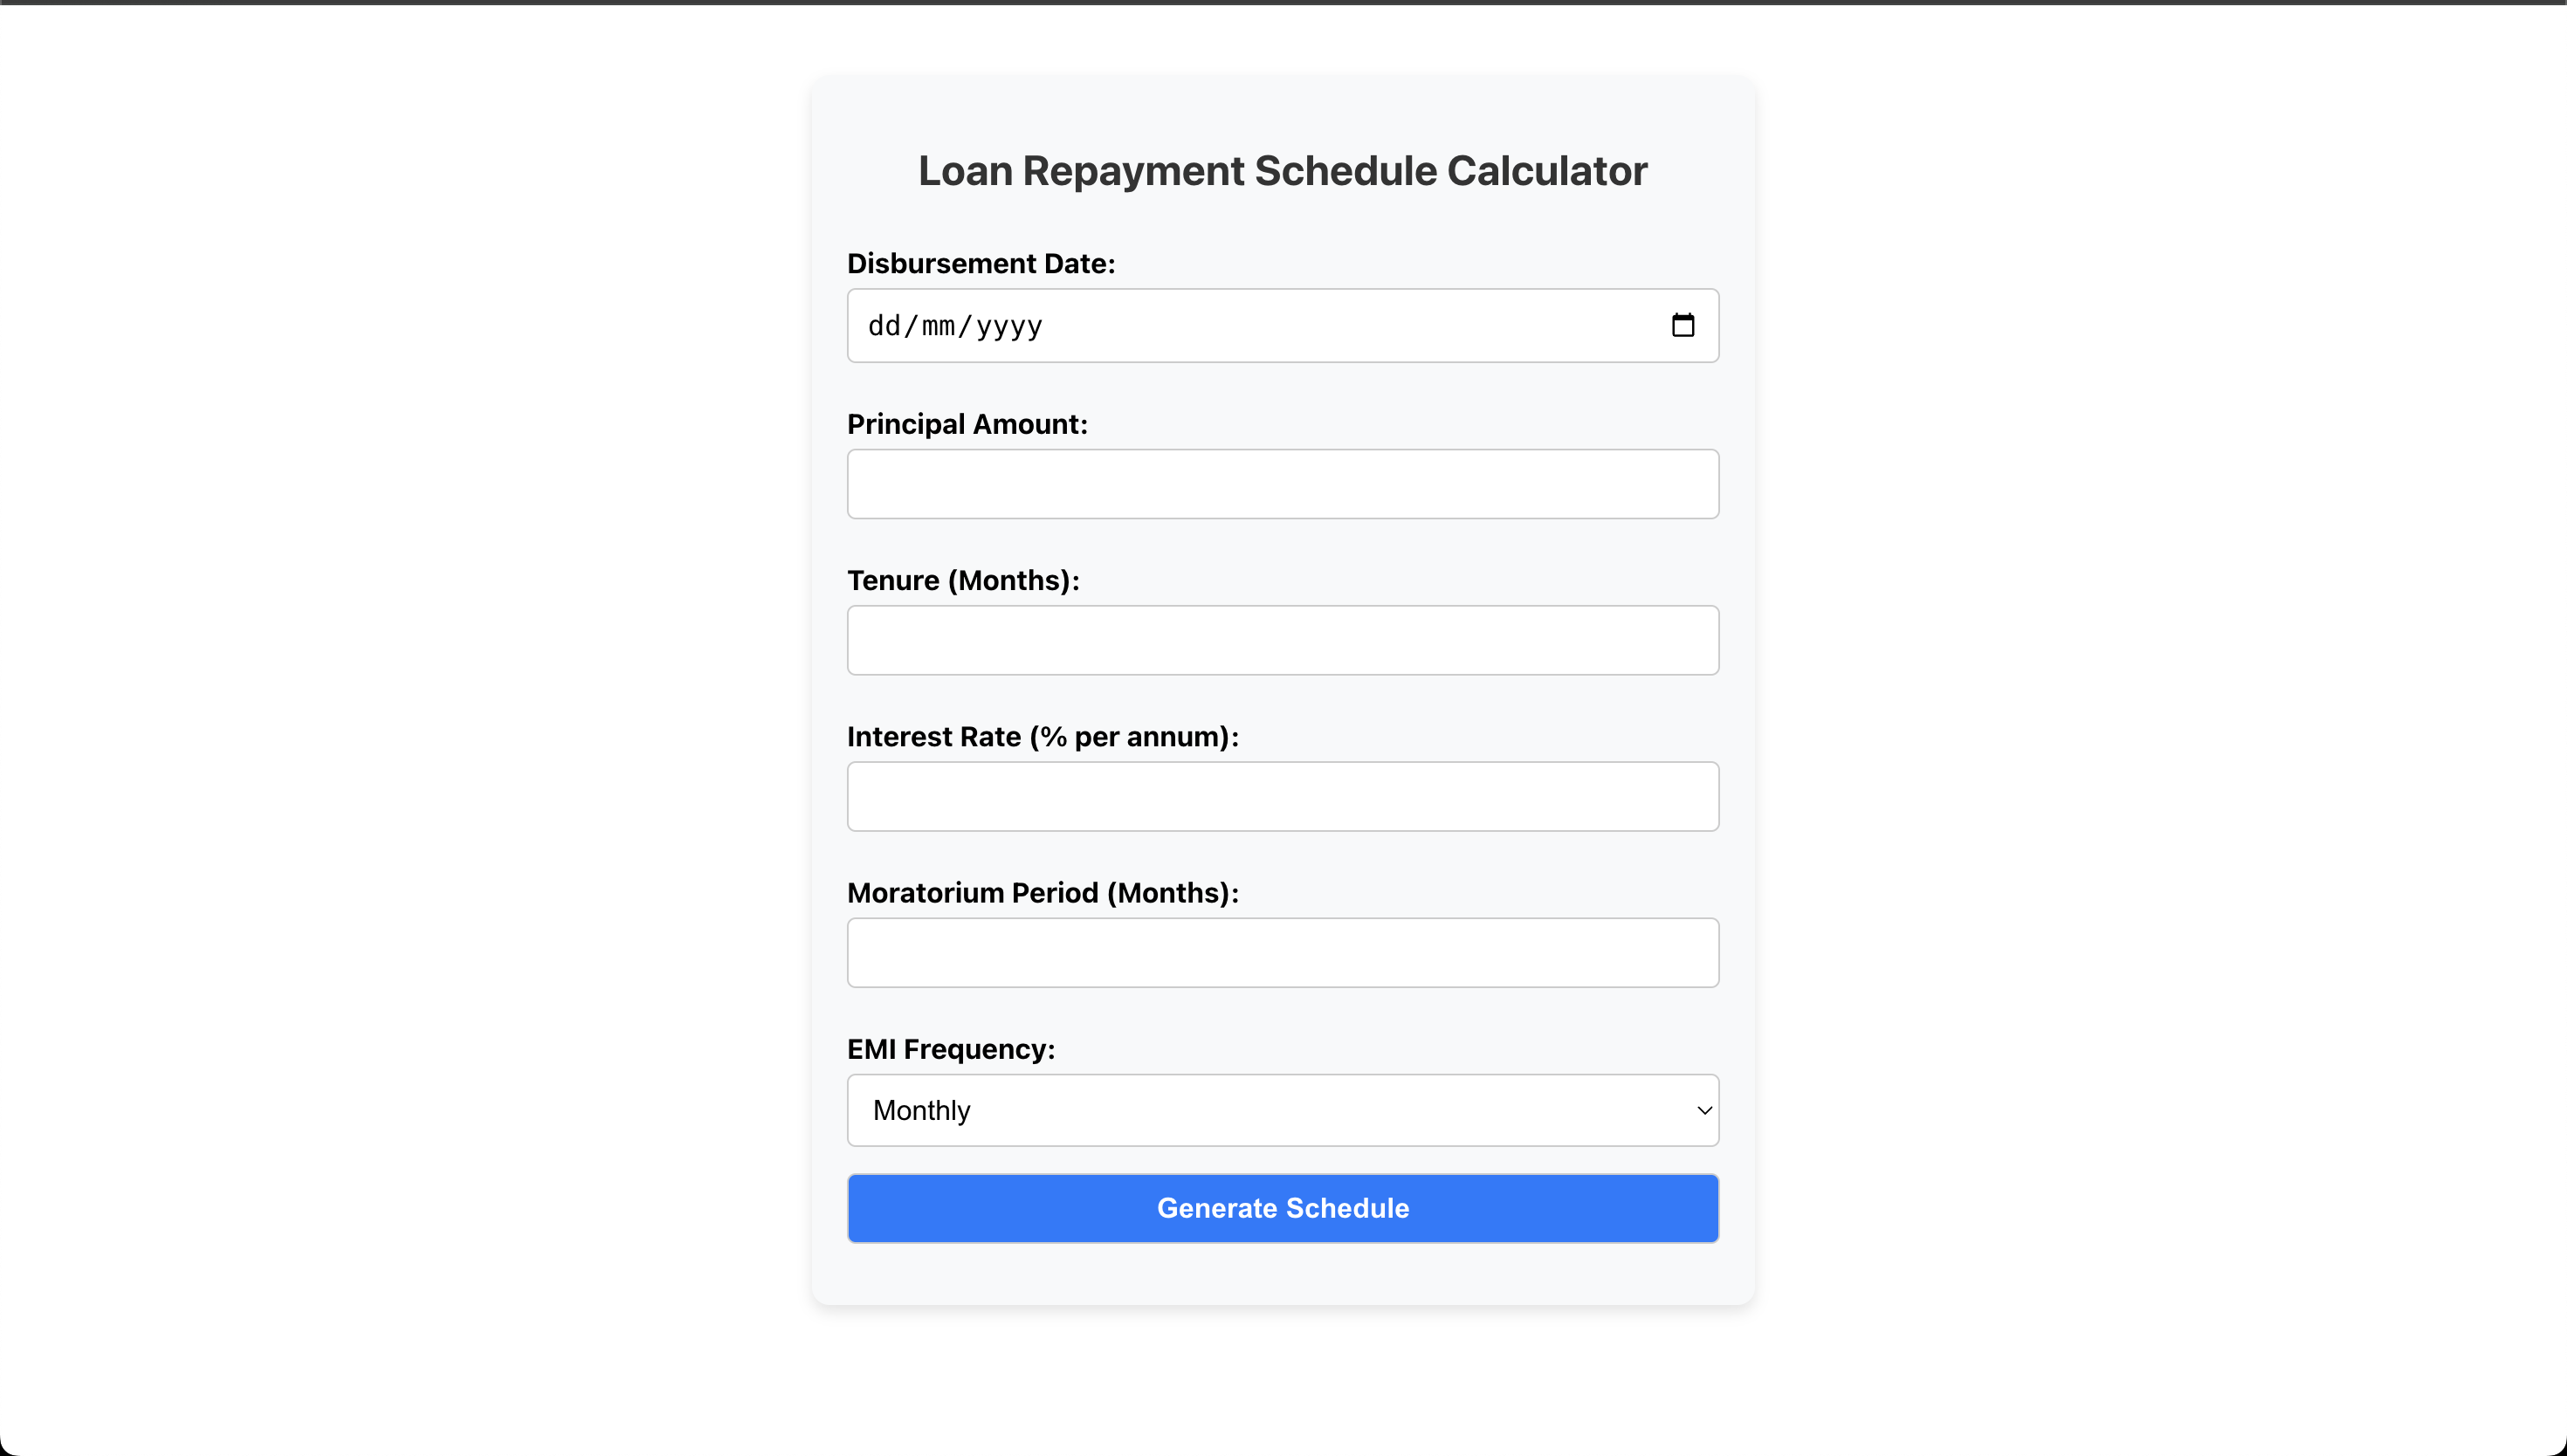 Loan Repayment Schedule Calculator
Disbursement Date:
dd/mm/yyyy
Principal Amount:
Tenure (Months):
Interest Rate (% per annum):
Moratorium Period (Months):
EMI Frequency:
Monthly
Generate Schedule